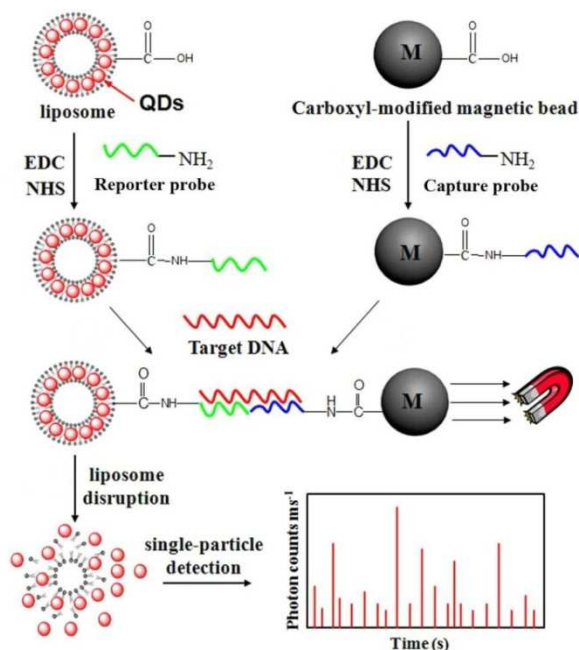 O
C
OH
O
C
OH
M
QDs
liposome
Carboxyl-modified magnetic bead
EDC
NHS
NH₂
Reporter probe
EDC
NHS
NH₂
Capture probe
O
C-NH
O
M
C-NH
Target DNA
O
C-NH
H
N
O
C
M
liposome
disruption
single-particle
detection
Photon counts ms⁻¹
Time (s)